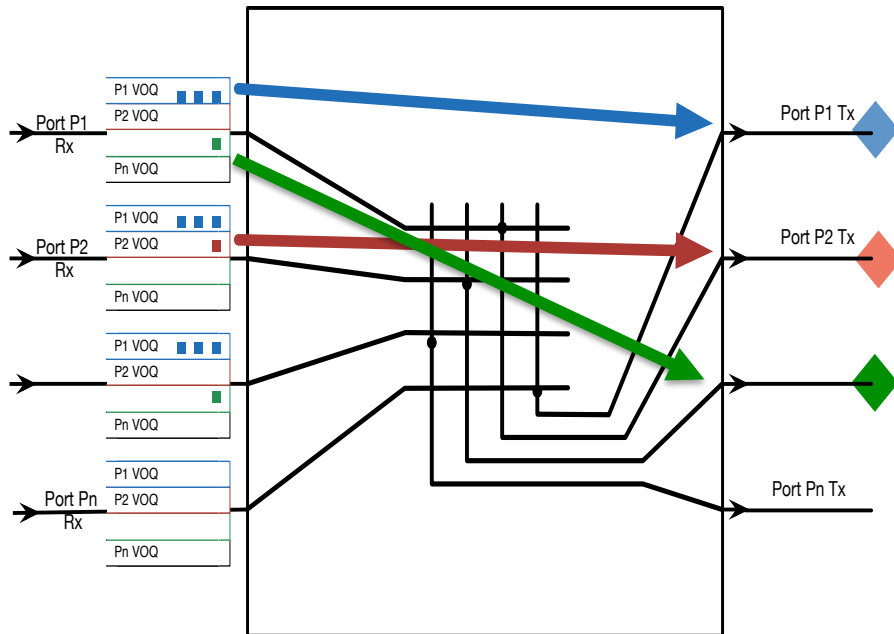 P1 VOQ
P2 VOQ
Port P1
Rx
Pn VOQ
P1 VOQ
P2 VOQ
Port P2
Rx
Pn VOQ
P1 VOQ
P2 VOQ
Pn VOQ
P1 VOQ
P2 VOQ
Port Pn
Rx
Pn VOQ
Port P1 Tx
Port P2 Tx
Port Pn Tx